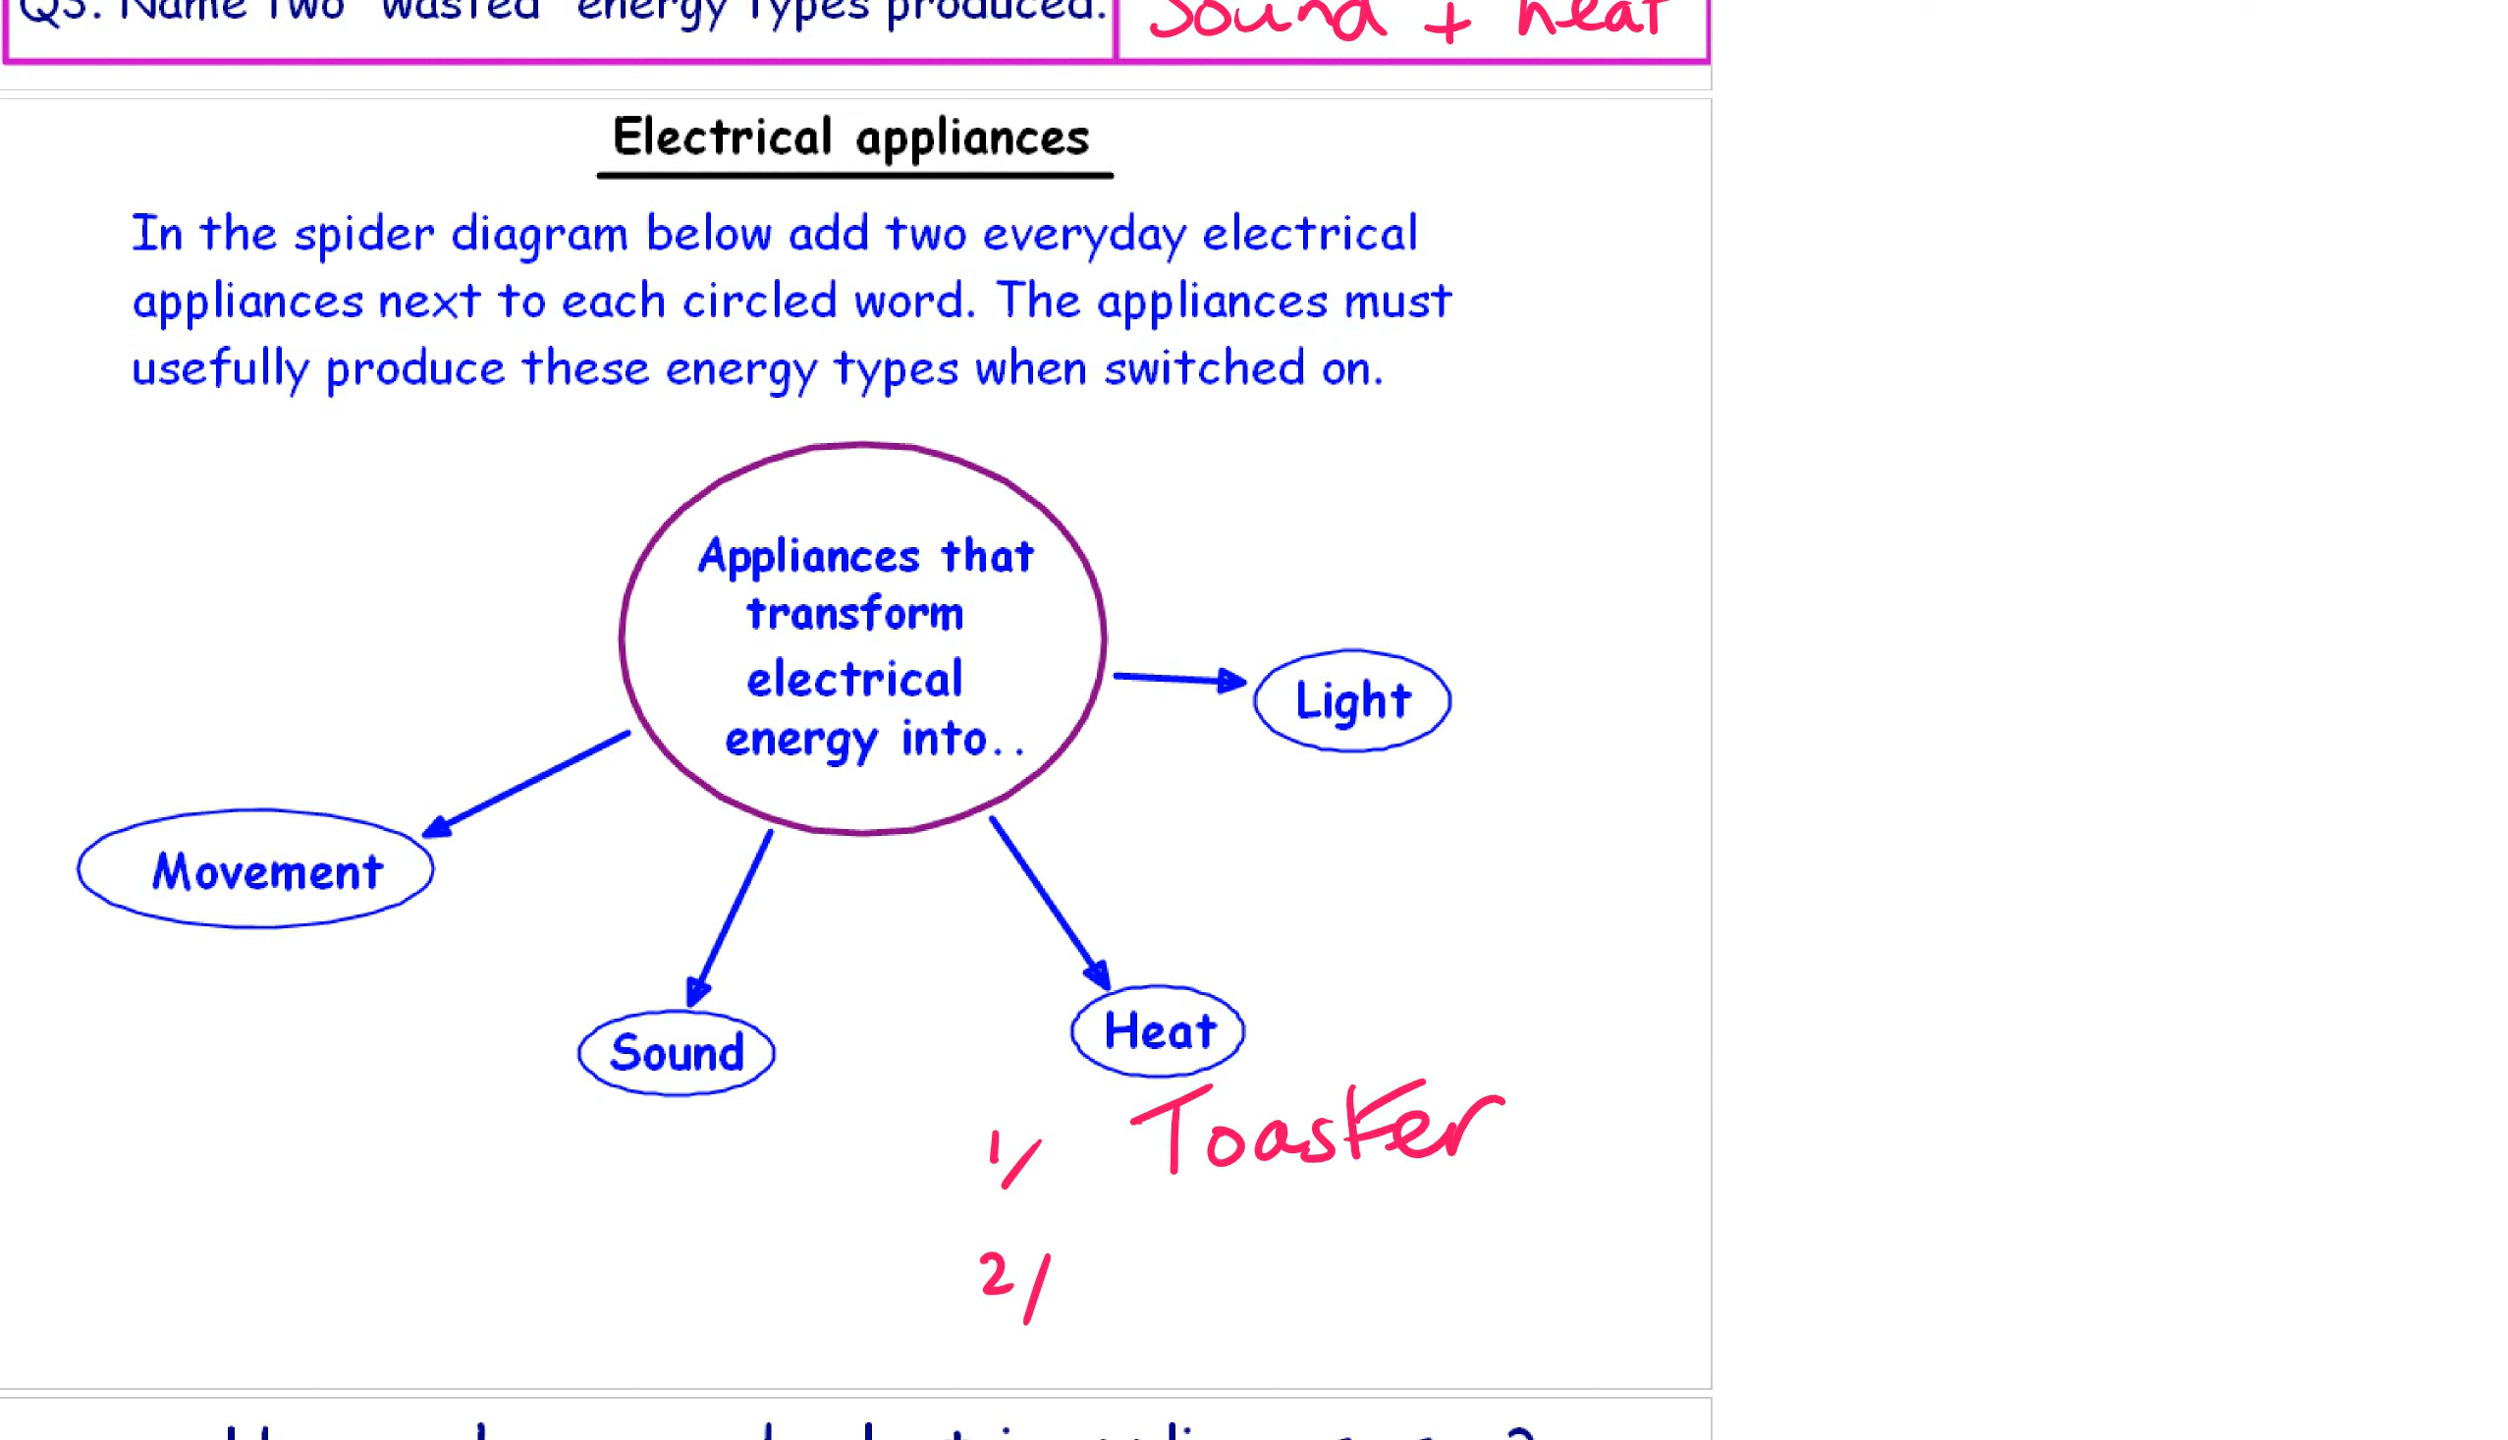 Q3. Name two "wasted" energy types produced.
Sound + heat
Electrical appliances
In the spider diagram below add two everyday electrical
appliances next to each circled word. The appliances must
usefully produce these energy types when switched on.
Appliances that
transform
electrical
energy into..
Light
Movement
Heat
Sound
1/ Toaster
2/